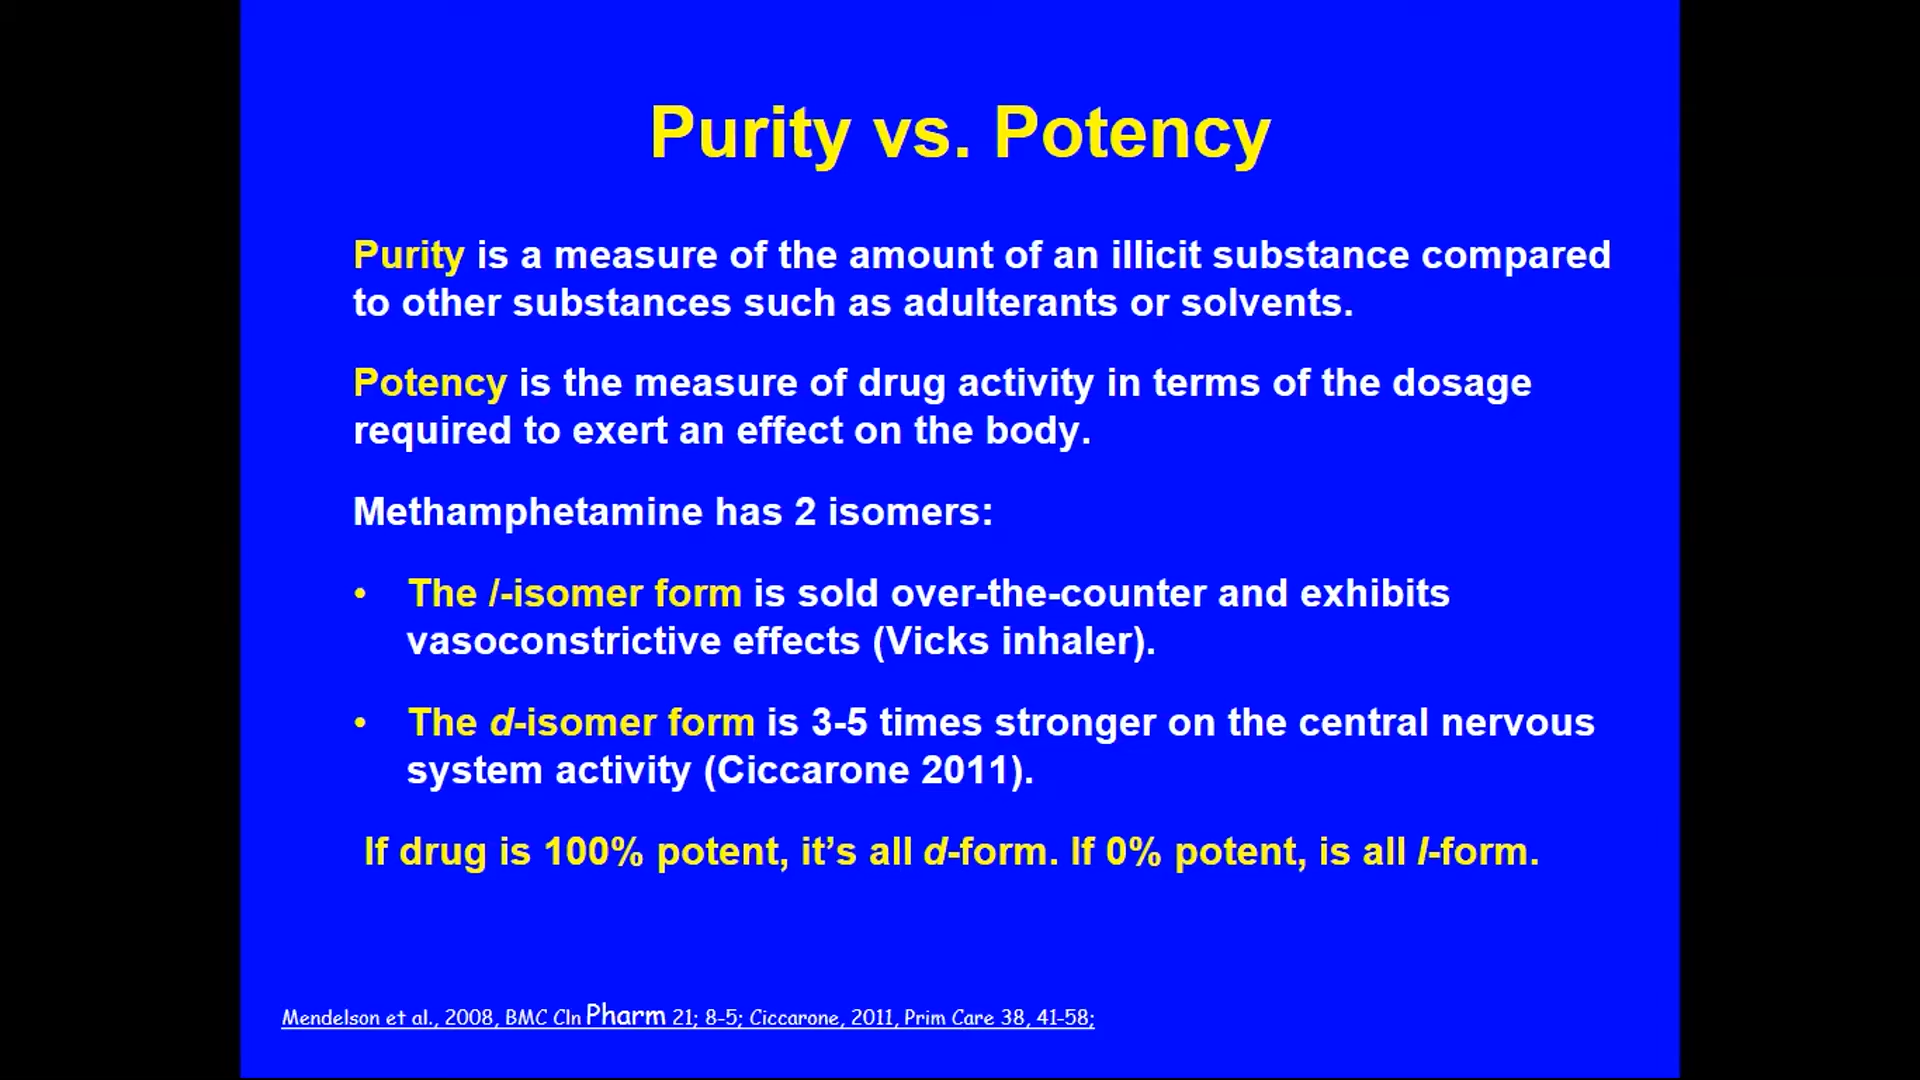 Purity vs. Potency
Purity is a measure of the amount of an illicit substance compared
to other substances such as adulterants or solvents.
Potency is the measure of drug activity in terms of the dosage
required to exert an effect on the body.
Methamphetamine has 2 isomers:
• The l-isomer form is sold over-the-counter and exhibits
vasoconstrictive effects (Vicks inhaler).
• The d-isomer form is 3-5 times stronger on the central nervous
system activity (Ciccarone 2011).
If drug is 100% potent, it’s all d-form. If 0% potent, is all l-form.
Mendelson et al., 2008, BMC Cln Pharm 21; 8-5; Ciccarone, 2011, Prim Care 38, 41-58;